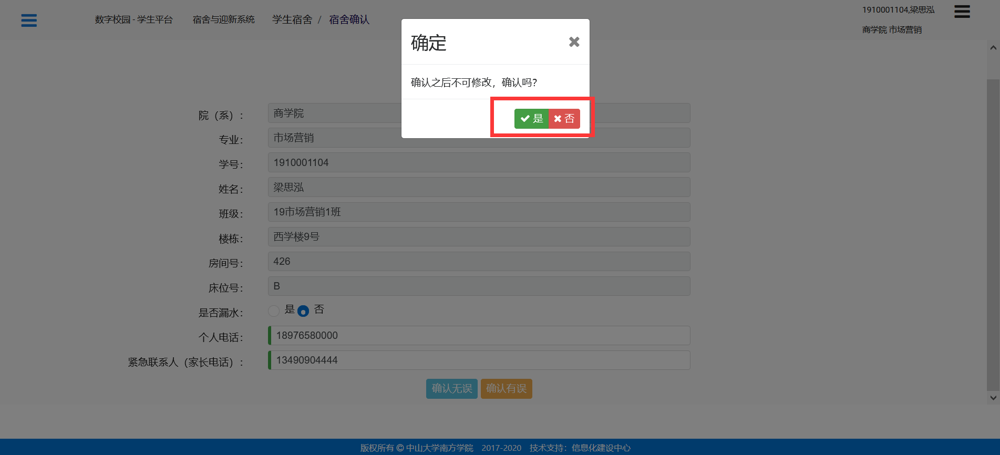 数字校园 - 学生平台 宿舍与迎新系统 学生宿舍 / 宿舍确认
1910001104,梁思泓
商学院 市场营销
确定
确认之后不可修改，确认吗？
是 否
院（系）： 商学院
专业： 市场营销
学号： 1910001104
姓名： 梁思泓
班级： 19市场营销1班
楼栋： 西学楼9号
房间号： 426
床位号： B
是否漏水： 是 否
个人电话： 18976580000
紧急联系人（家长电话）： 13490904444
确认无误 确认有误
版权所有 © 中山大学南方学院 2017-2020 技术支持：信息化建设中心